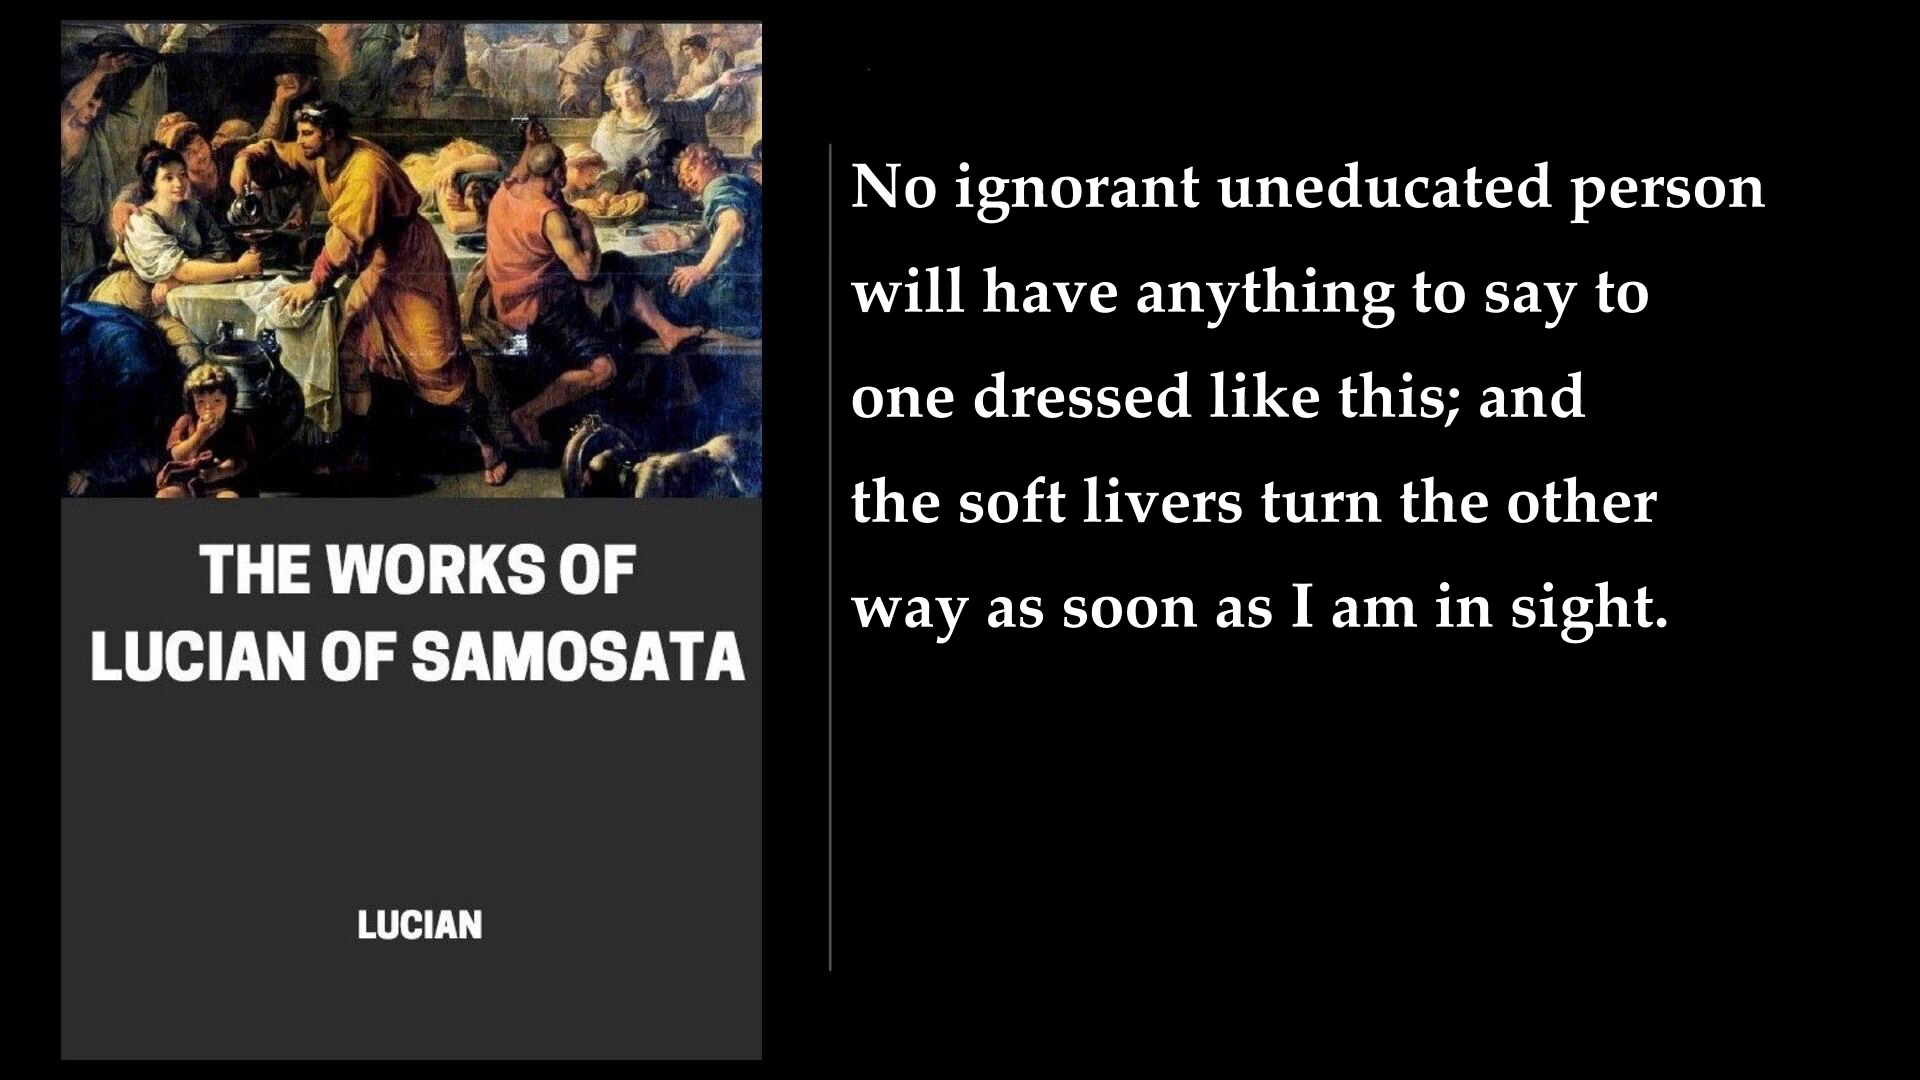 THE WORKS OF
LUCIAN OF SAMOSATA
LUCIAN
No ignorant uneducated person
will have anything to say to
one dressed like this; and
the soft livers turn the other
way as soon as I am in sight.